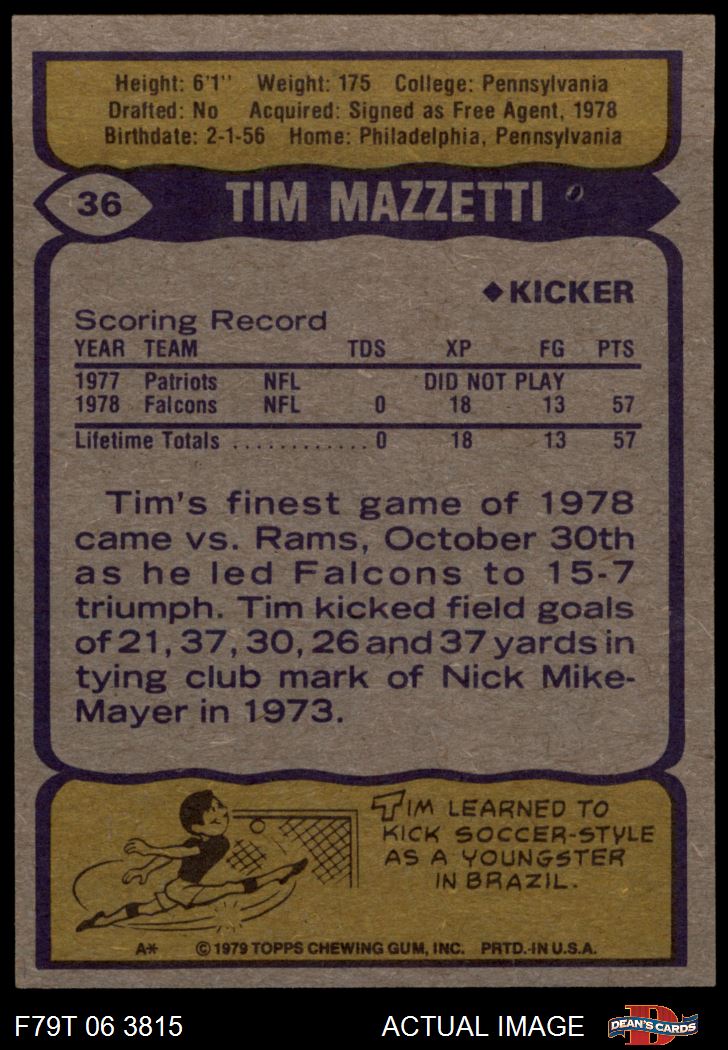 Height: 6'1" Weight: 175 College: Pennsylvania
Drafted: No Acquired: Signed as Free Agent, 1978
Birthdate: 2-1-56 Home: Philadelphia, Pennsylvania
36 TIM MAZZETTI
◆KICKER
Scoring Record
YEAR TEAM TDS XP FG PTS
1977 Patriots NFL DID NOT PLAY
1978 Falcons NFL 0 18 13 57
Lifetime Totals ............. 0 18 13 57
Tim's finest game of 1978
came vs. Rams, October 30th
as he led Falcons to 15-7
triumph. Tim kicked field goals
of 21, 37, 30, 26 and 37 yards in
tying club mark of Nick Mike-
Mayer in 1973.
TIM LEARNED TO
KICK SOCCER-STYLE
AS A YOUNGSTER
IN BRAZIL.
A* © 1979 TOPPS CHEWING GUM, INC. PRTD. IN U.S.A.
F79T 06 3815 ACTUAL IMAGE DEAN'S CARDS